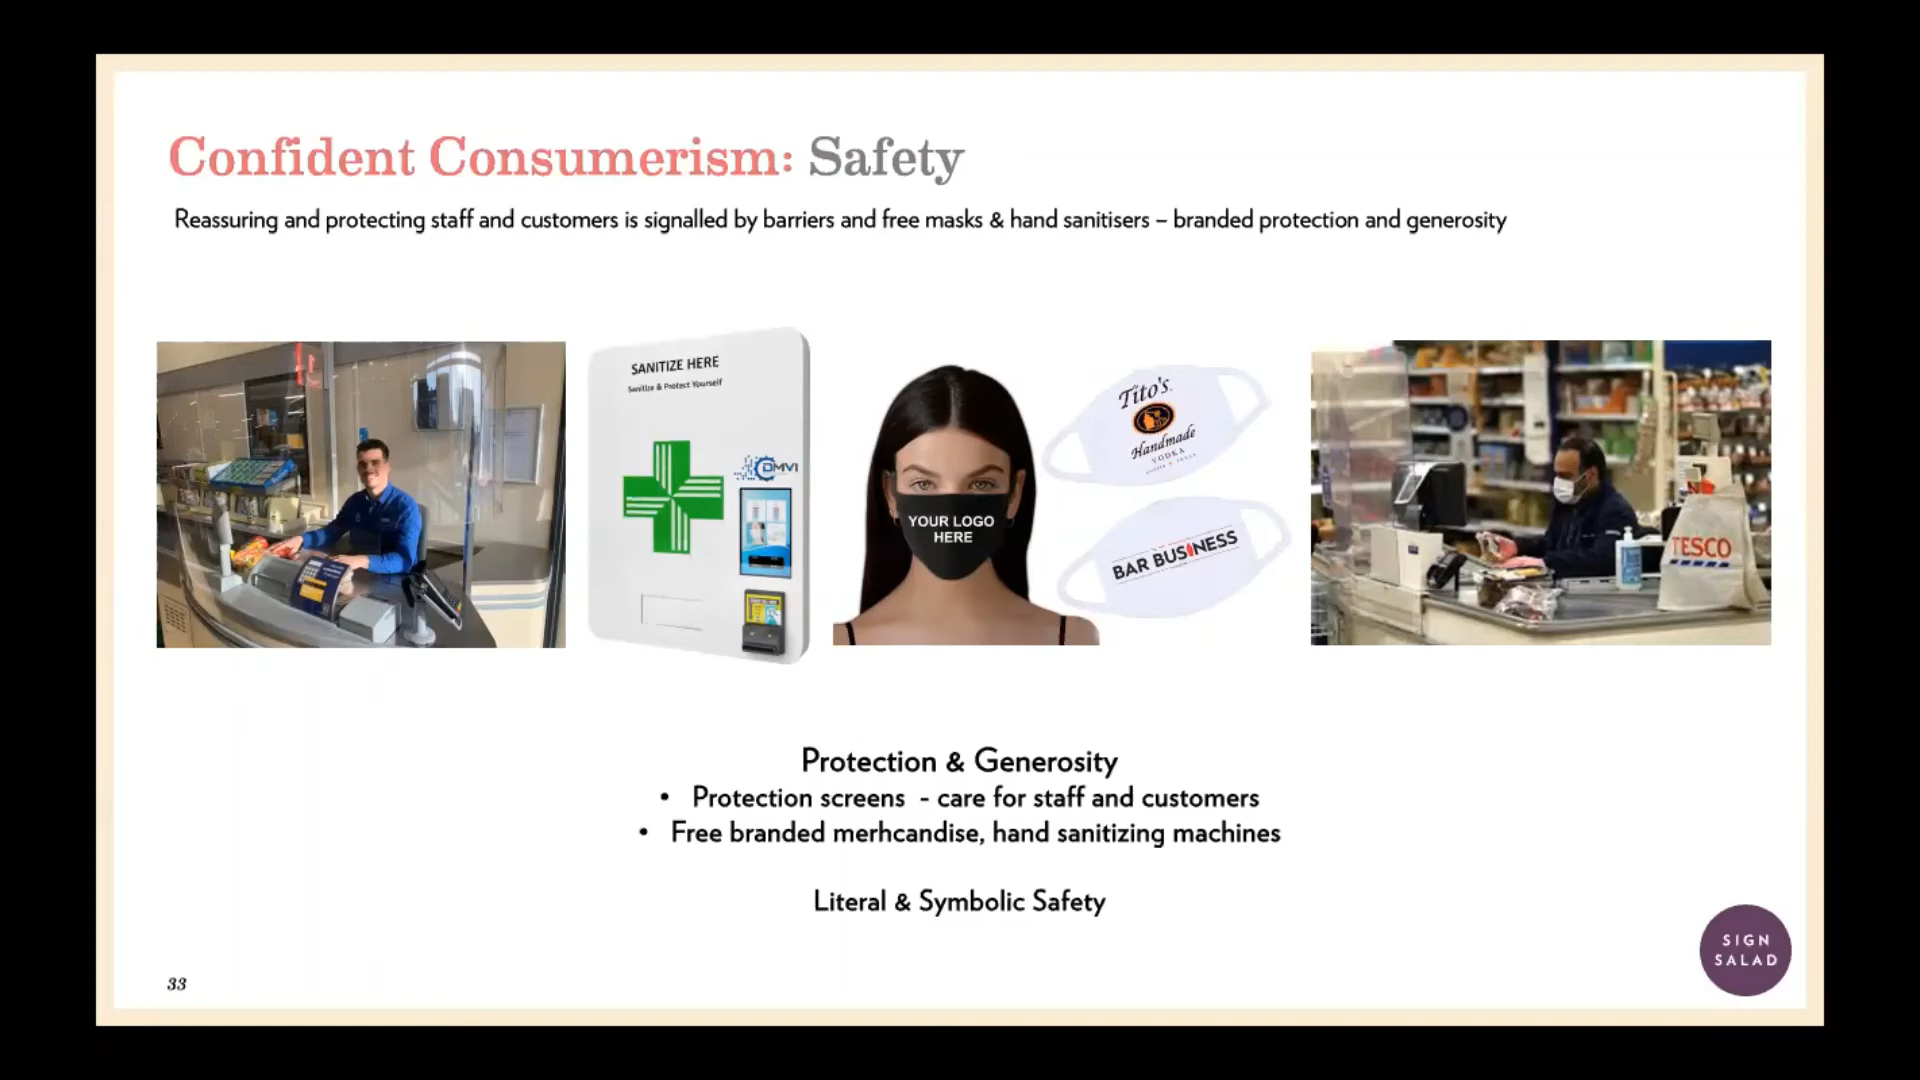 Confident Consumerism: Safety
Reassuring and protecting staff and customers is signalled by barriers and free masks & hand sanitisers – branded protection and generosity
SANITIZE HERE
Sanitize & Protect Yourself
DMVI
YOUR LOGO
HERE
Tito's
Handmade
VODKA
BAR BUSINESS
TESCO
Protection & Generosity
• Protection screens - care for staff and customers
• Free branded merhcandise, hand sanitizing machines
Literal & Symbolic Safety
33
SIGN
SALAD